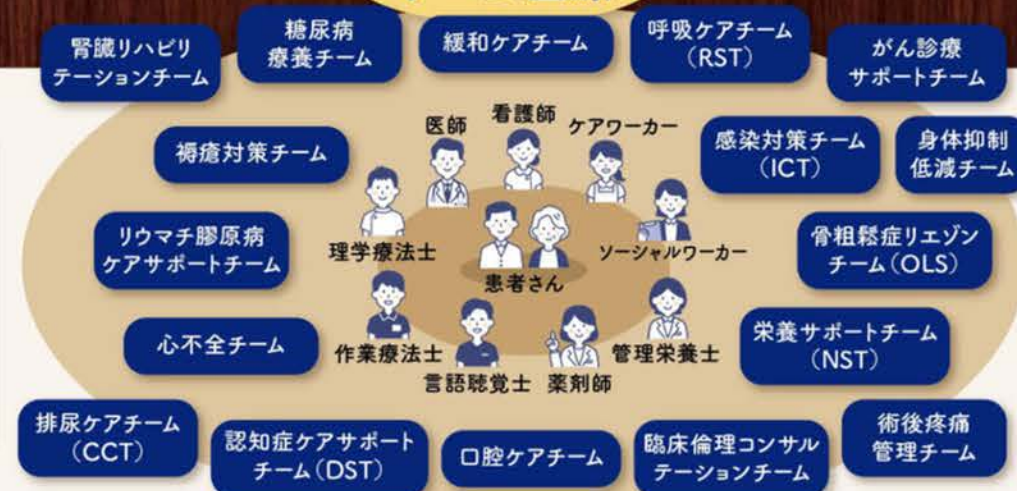 腎臓リハビリ
テーションチーム
糖尿病
療養チーム
緩和ケアチーム
呼吸ケアチーム
(RST)
がん診療
サポートチーム
褥瘡対策チーム
医師
看護師
ケアワーカー
感染対策チーム
(ICT)
身体抑制
低減チーム
リウマチ膠原病
ケアサポートチーム
理学療法士
患者さん
ソーシャルワーカー
骨粗鬆症リエゾン
チーム(OLS)
心不全チーム
作業療法士
言語聴覚士
薬剤師
管理栄養士
栄養サポートチーム
(NST)
排尿ケアチーム
(CCT)
認知症ケアサポート
チーム(DST)
口腔ケアチーム
臨床倫理コンサル
テーションチーム
術後疼痛
管理チーム